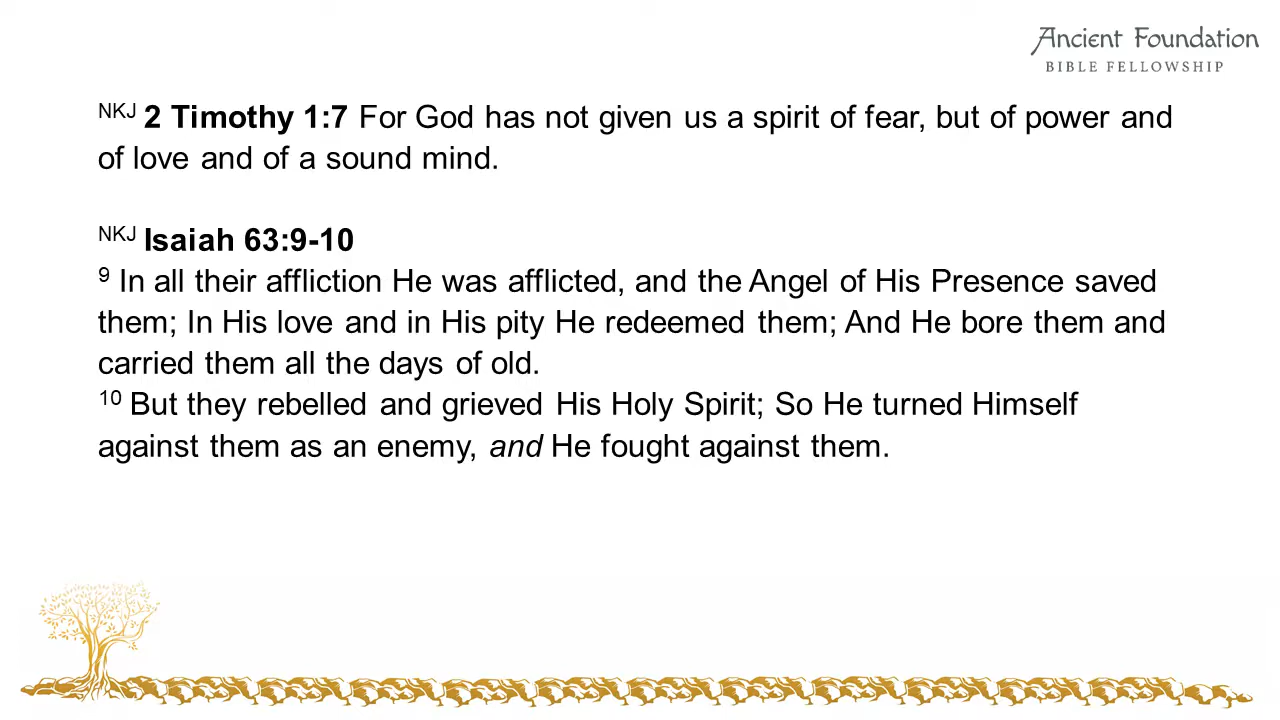 Ancient Foundation
BIBLE FELLOWSHIP
NKJ 2 Timothy 1:7 For God has not given us a spirit of fear, but of power and
of love and of a sound mind.
NKJ Isaiah 63:9-10
9 In all their affliction He was afflicted, and the Angel of His Presence saved
them; In His love and in His pity He redeemed them; And He bore them and
carried them all the days of old.
10 But they rebelled and grieved His Holy Spirit; So He turned Himself
against them as an enemy, and He fought against them.